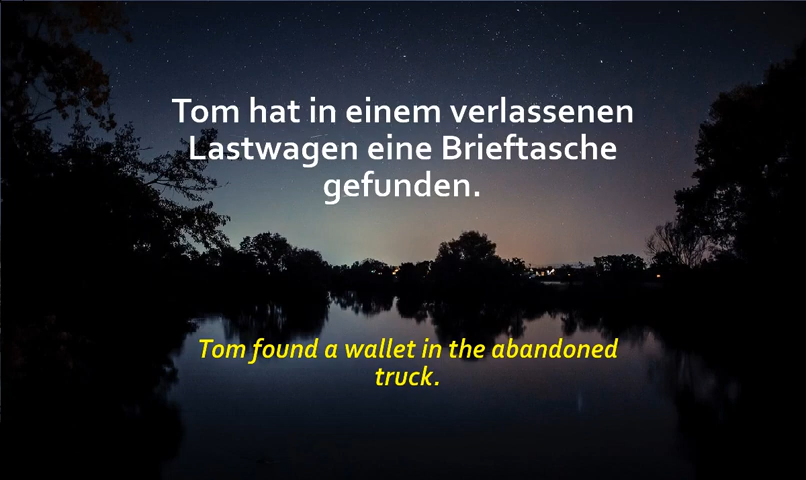 Tom hat in einem verlassenen
Lastwagen eine Brieftasche
gefunden.
Tom found a wallet in the abandoned
truck.